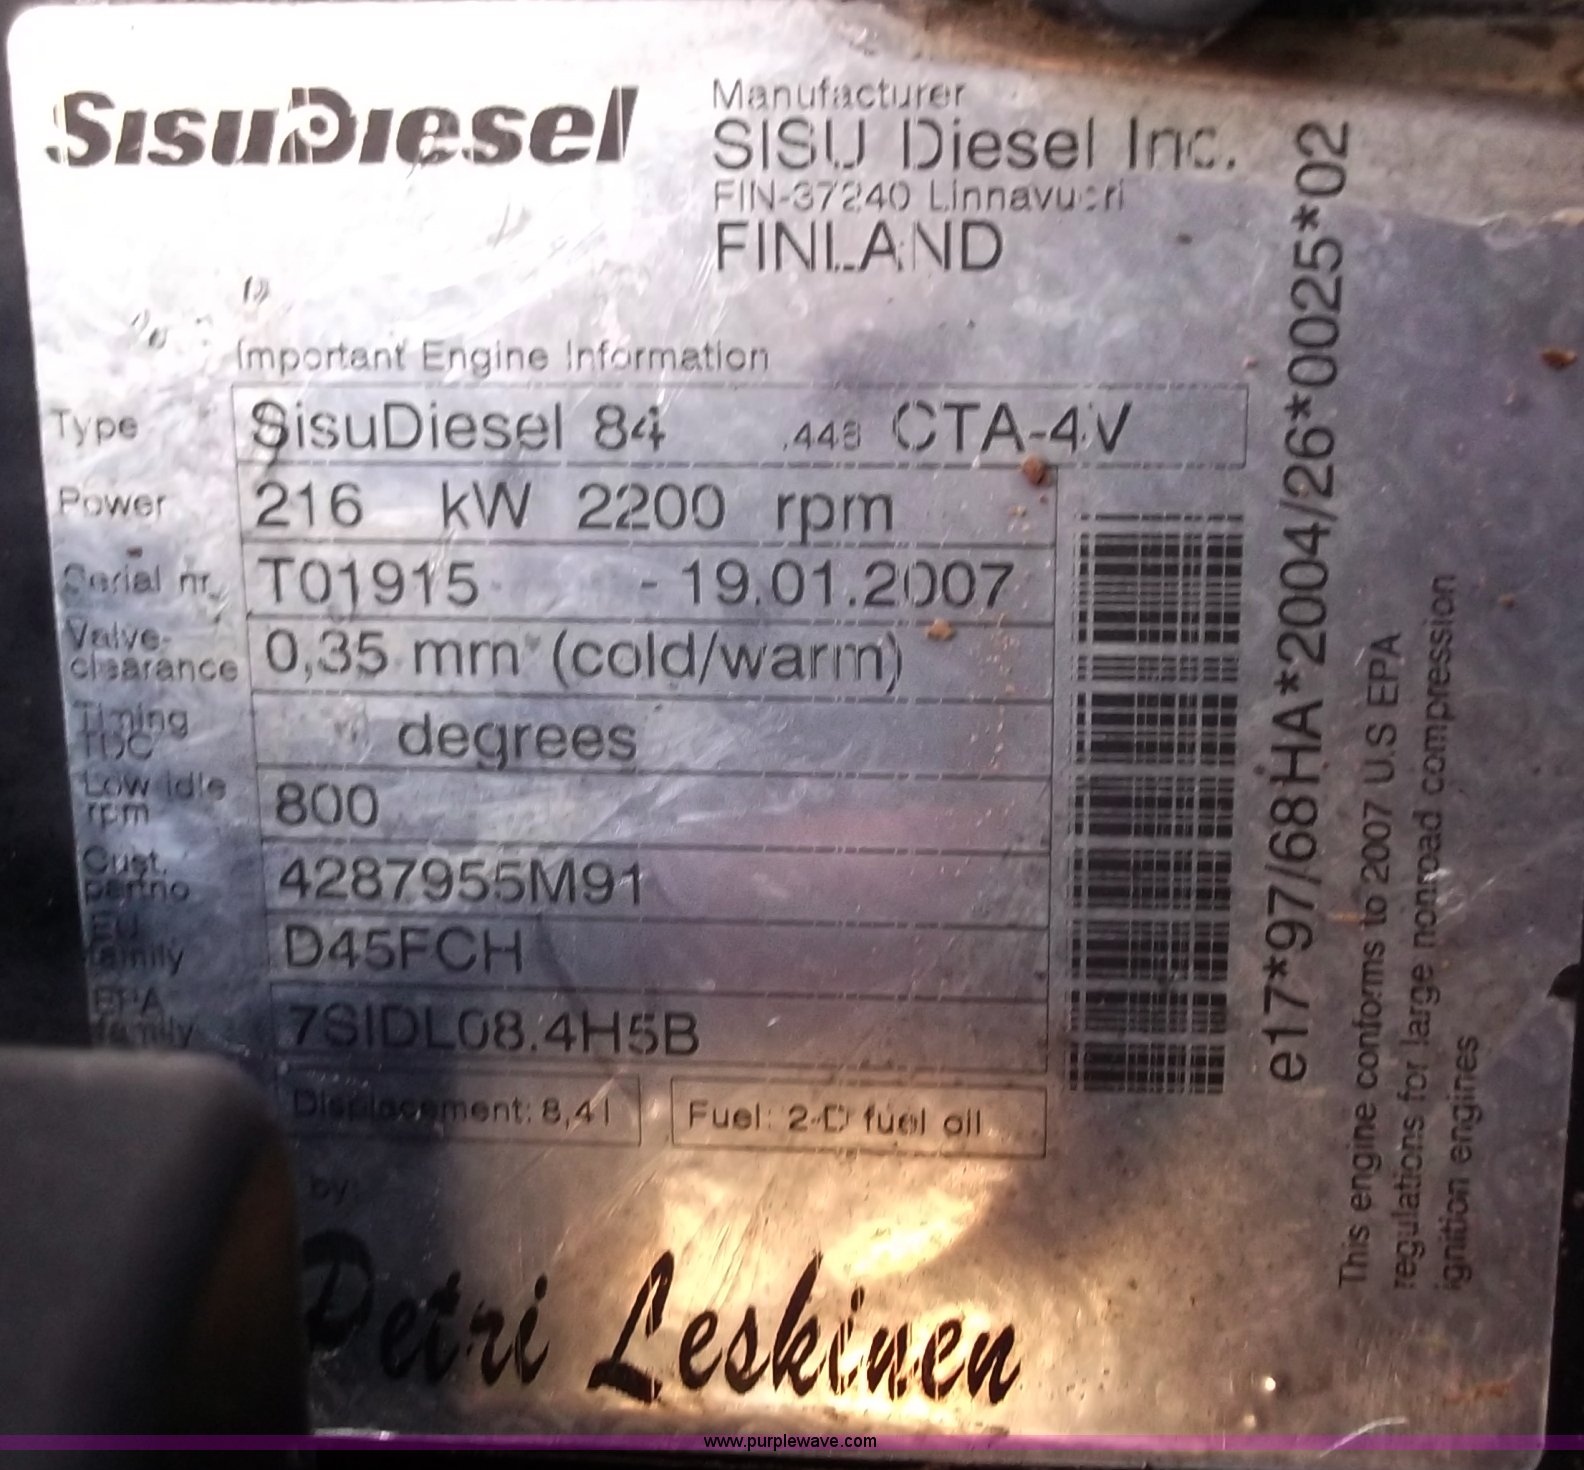 SisuDiesel
Manufacturer
SISU Diesel Inc.
FIN-37240 Linnavuori
FINLAND
Important Engine Information
Type SisuDiesel 84 .448 CTA-4V
Power 216 kW 2200 rpm
Serial nr. T01915 - 19.01.2007
Valve-
clearance 0,35 mm (cold/warm)
Timing
TDC degrees
Low idle
rpm 800
Cust.
partno 4287955M91
EU
family D45FCH
EPA
family 7SIDL08.4H5B
Displacement: 8,4 l Fuel: 2-D fuel oil
by:
Petri Leskinen
e17*97/68HA*2004/26*0025*02
This engine conforms to 2007 U.S EPA
regulations for large nonroad compression
ignition engines
www.purplewave.com